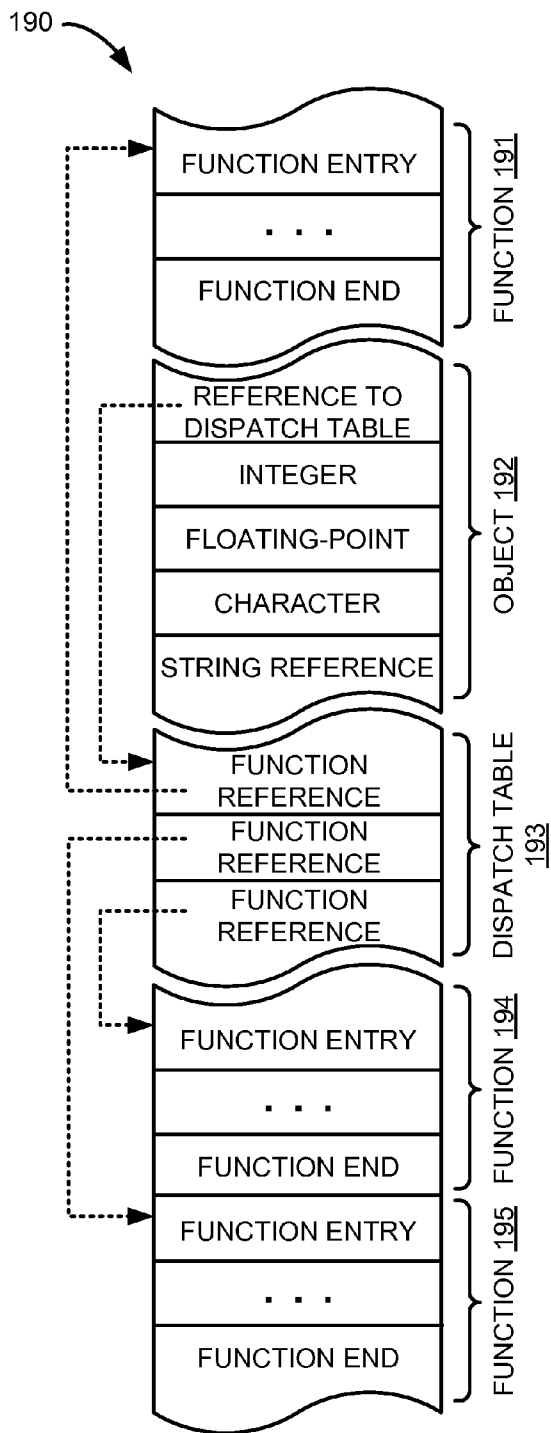 190
FUNCTION ENTRY
. . .
FUNCTION END
FUNCTION 191
REFERENCE TO
DISPATCH TABLE
INTEGER
FLOATING-POINT
CHARACTER
STRING REFERENCE
OBJECT 192
FUNCTION
REFERENCE
FUNCTION
REFERENCE
FUNCTION
REFERENCE
DISPATCH TABLE
193
FUNCTION ENTRY
. . .
FUNCTION END
FUNCTION 194
FUNCTION ENTRY
. . .
FUNCTION END
FUNCTION 195